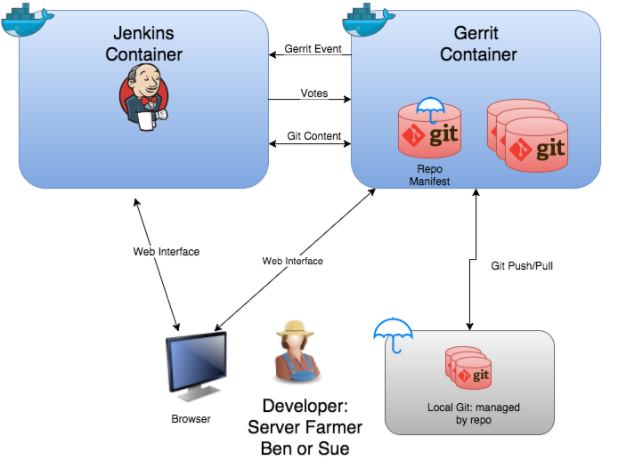 Jenkins
Container
Gerrit
Container
Gerrit Event
Votes
Git Content
git
git
Repo
Manifest
Web Interface
Web Interface
Git Push/Pull
git
Browser
Developer:
Server Farmer
Ben or Sue
Local Git: managed
by repo